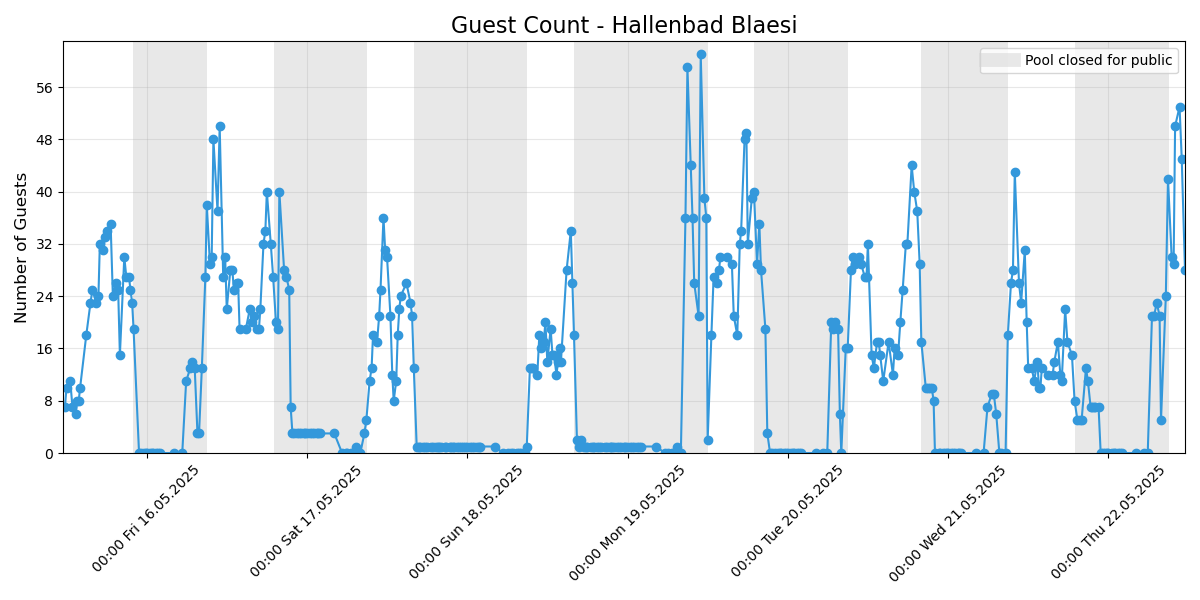 Guest Count - Hallenbad Blaesi
Pool closed for public
Number of Guests
56
48
40
32
24
16
8
0
00:00 Fri 16.05.2025
00:00 Sat 17.05.2025
00:00 Sun 18.05.2025
00:00 Mon 19.05.2025
00:00 Tue 20.05.2025
00:00 Wed 21.05.2025
00:00 Thu 22.05.2025